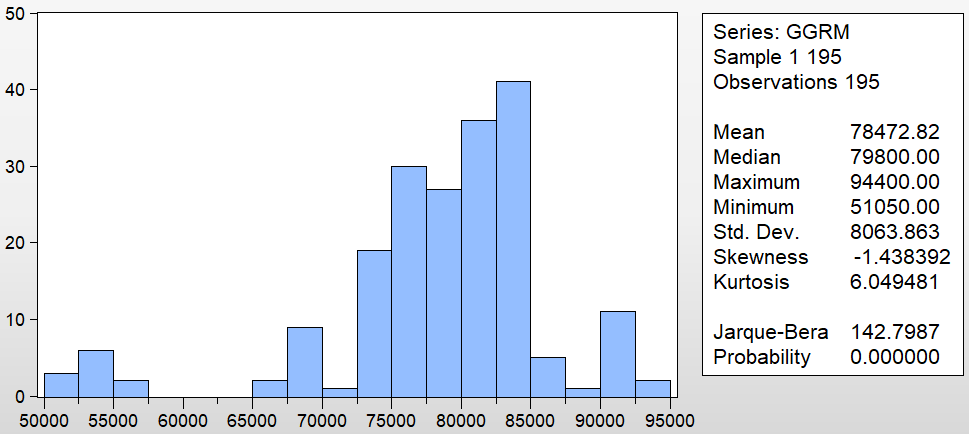 50
40
30
20
10
0
50000 55000 60000 65000 70000 75000 80000 85000 90000 95000
Series: GGRM
Sample 1 195
Observations 195
Mean 78472.82
Median 79800.00
Maximum 94400.00
Minimum 51050.00
Std. Dev. 8063.863
Skewness -1.438392
Kurtosis 6.049481
Jarque-Bera 142.7987
Probability 0.000000